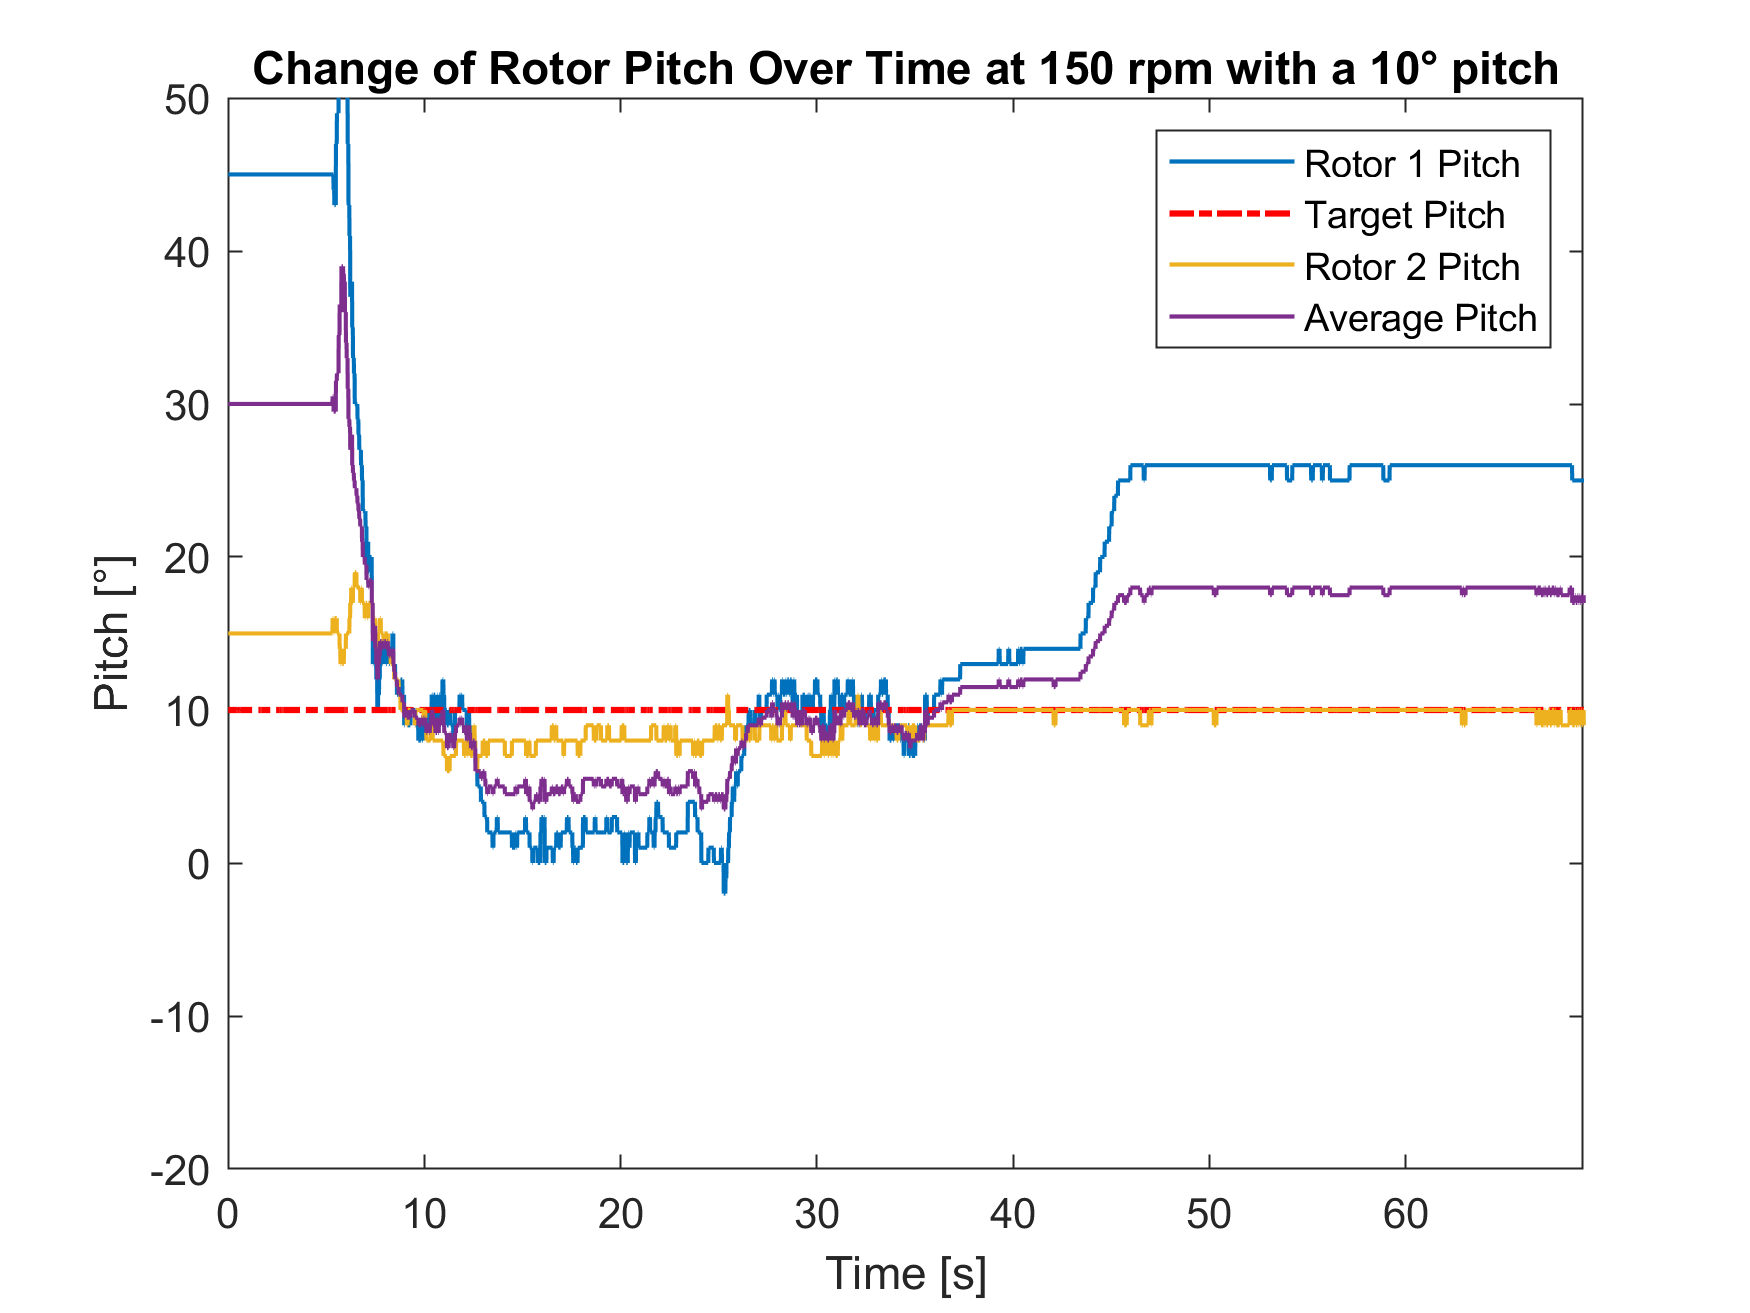 Change of Rotor Pitch Over Time at 150 rpm with a 10° pitch
50
40
30
20
10
0
-10
-20
Pitch [°]
Rotor 1 Pitch
Target Pitch
Rotor 2 Pitch
Average Pitch
0 10 20 30 40 50 60
Time [s]